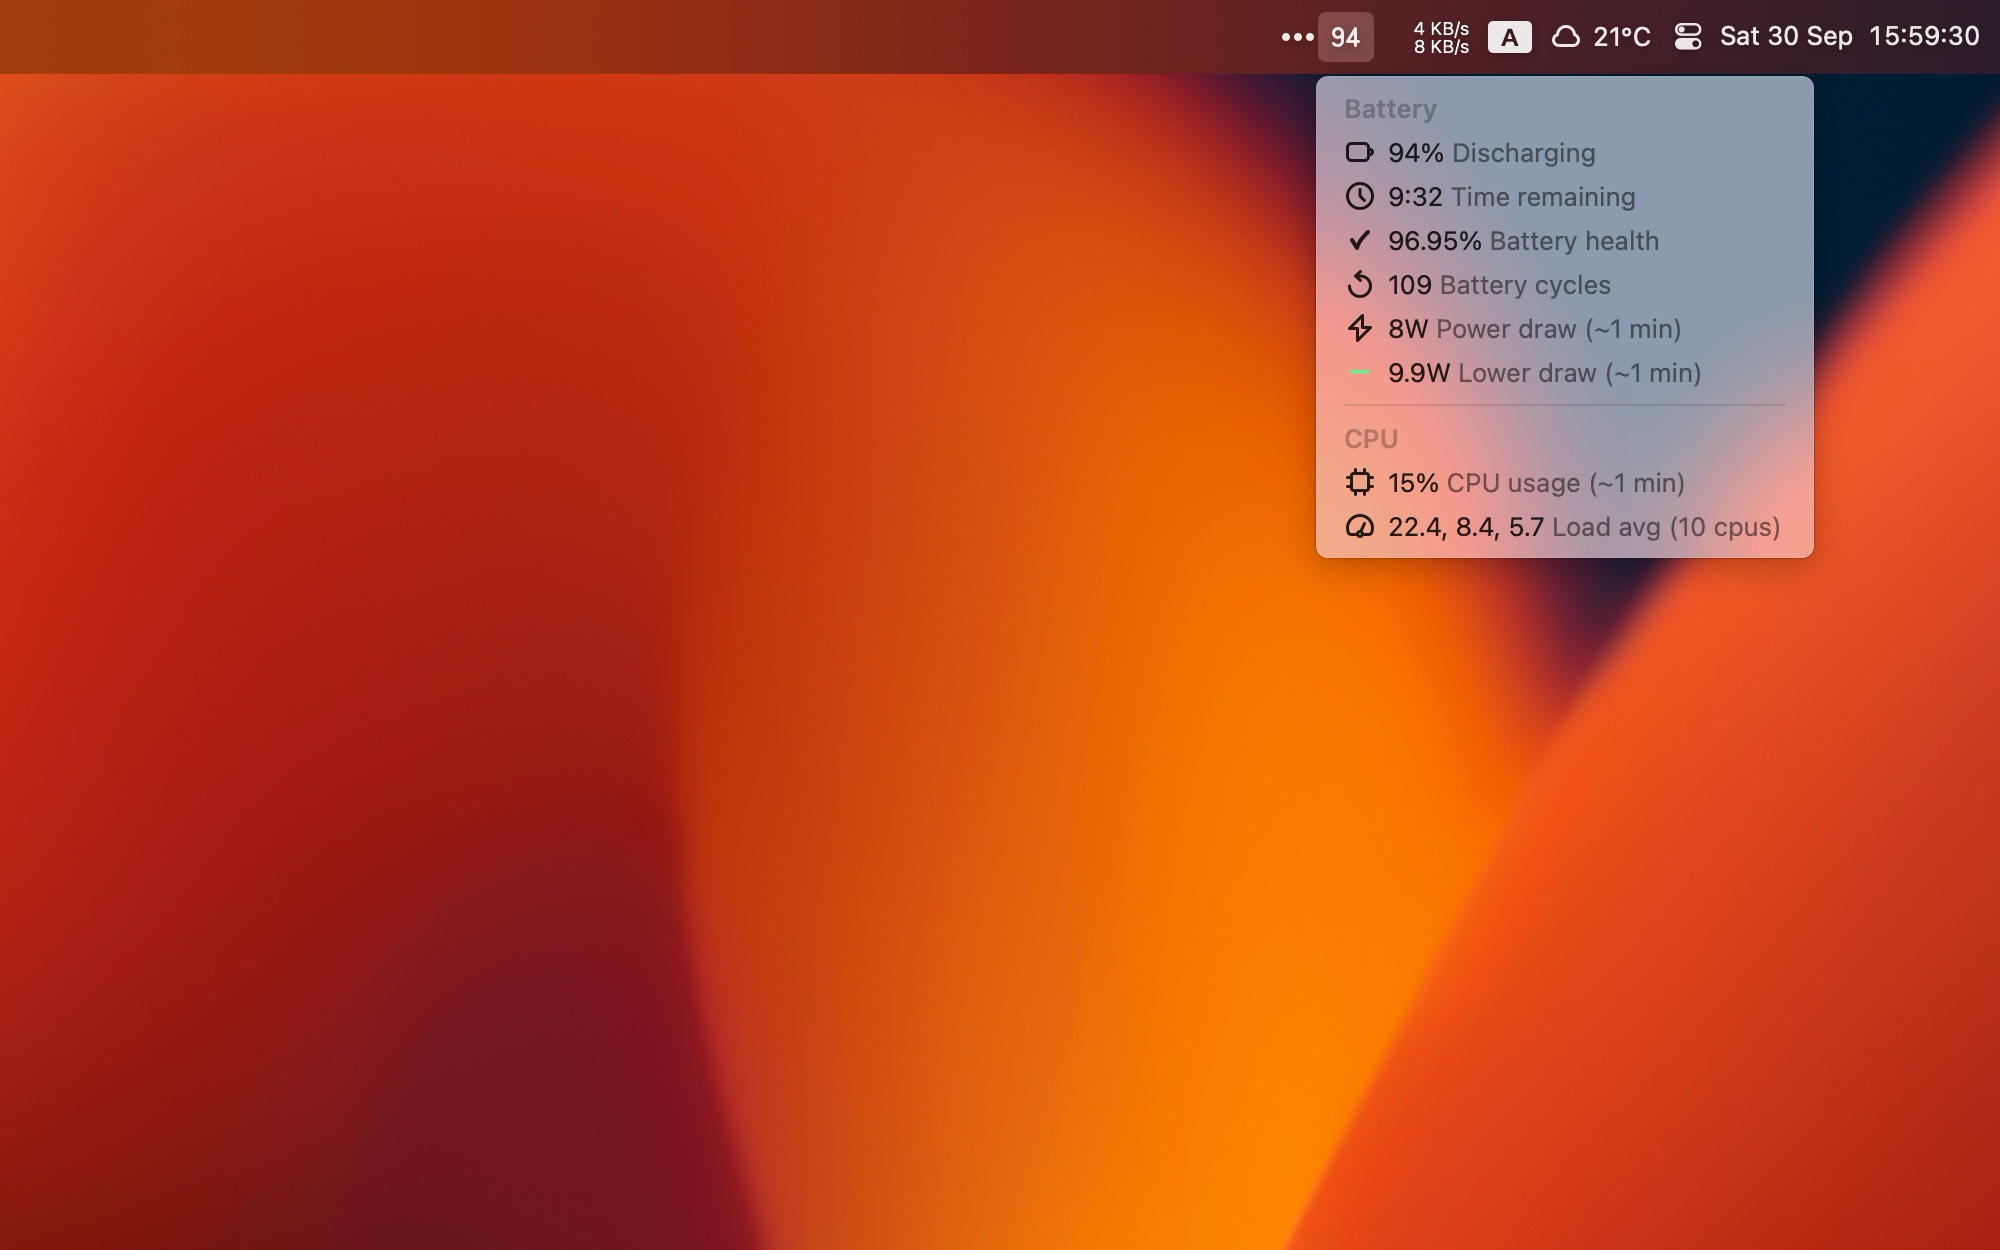 94
4 KB/s
8 KB/s
A
21°C
Sat 30 Sep 15:59:30
Battery
94% Discharging
9:32 Time remaining
96.95% Battery health
109 Battery cycles
8W Power draw (~1 min)
9.9W Lower draw (~1 min)
CPU
15% CPU usage (~1 min)
22.4, 8.4, 5.7 Load avg (10 cpus)